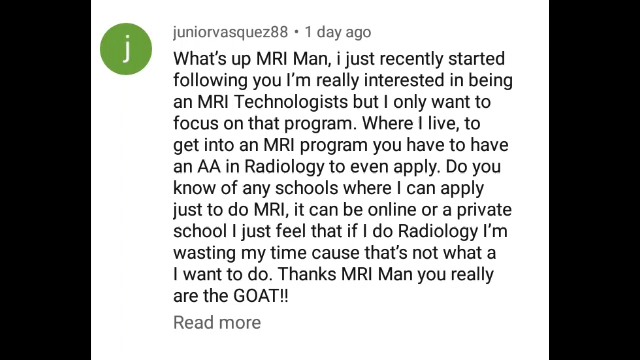 j
juniorvasquez88 • 1 day ago
What's up MRI Man, i just recently started
following you I'm really interested in being
an MRI Technologists but I only want to
focus on that program. Where I live, to
get into an MRI program you have to have
an AA in Radiology to even apply. Do you
know of any schools where I can apply
just to do MRI, it can be online or a private
school I just feel that if I do Radiology I'm
wasting my time cause that's not what a
I want to do. Thanks MRI Man you really
are the GOAT!!
Read more